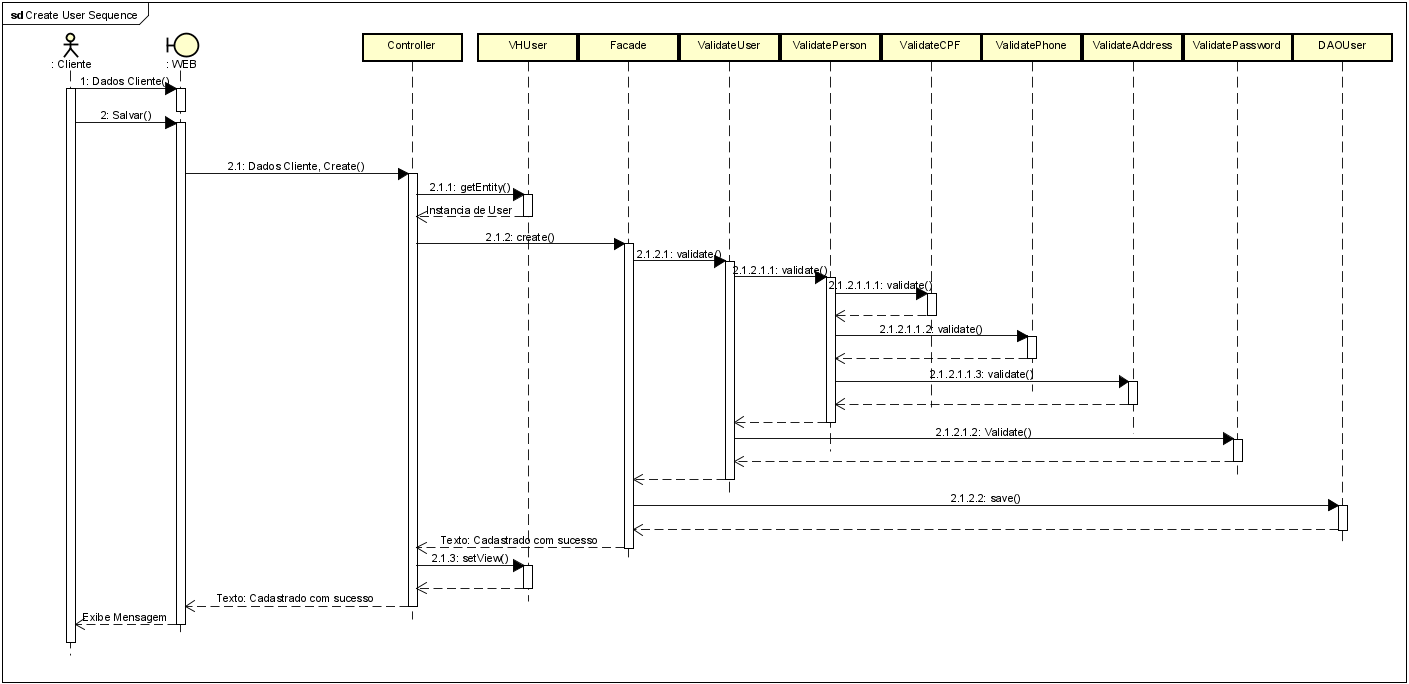 sd Create User Sequence
: Cliente
: WEB
Controller
VHUser
Facade
ValidateUser
ValidatePerson
ValidateCPF
ValidatePhone
ValidateAddress
ValidatePassword
DAOUser
1: Dados Cliente()
2: Salvar()
2.1: Dados Cliente, Create()
2.1.1: getEntity()
Instancia de User
2.1.2: create()
2.1.2.1: validate()
2.1.2.1.1: validate()
2.1.2.1.1.1: validate()
2.1.2.1.1.2: validate()
2.1.2.1.1.3: validate()
2.1.2.1.2: Validate()
2.1.2.2: save()
Texto: Cadastrado com sucesso
2.1.3: setView()
Texto: Cadastrado com sucesso
Exibe Mensagem